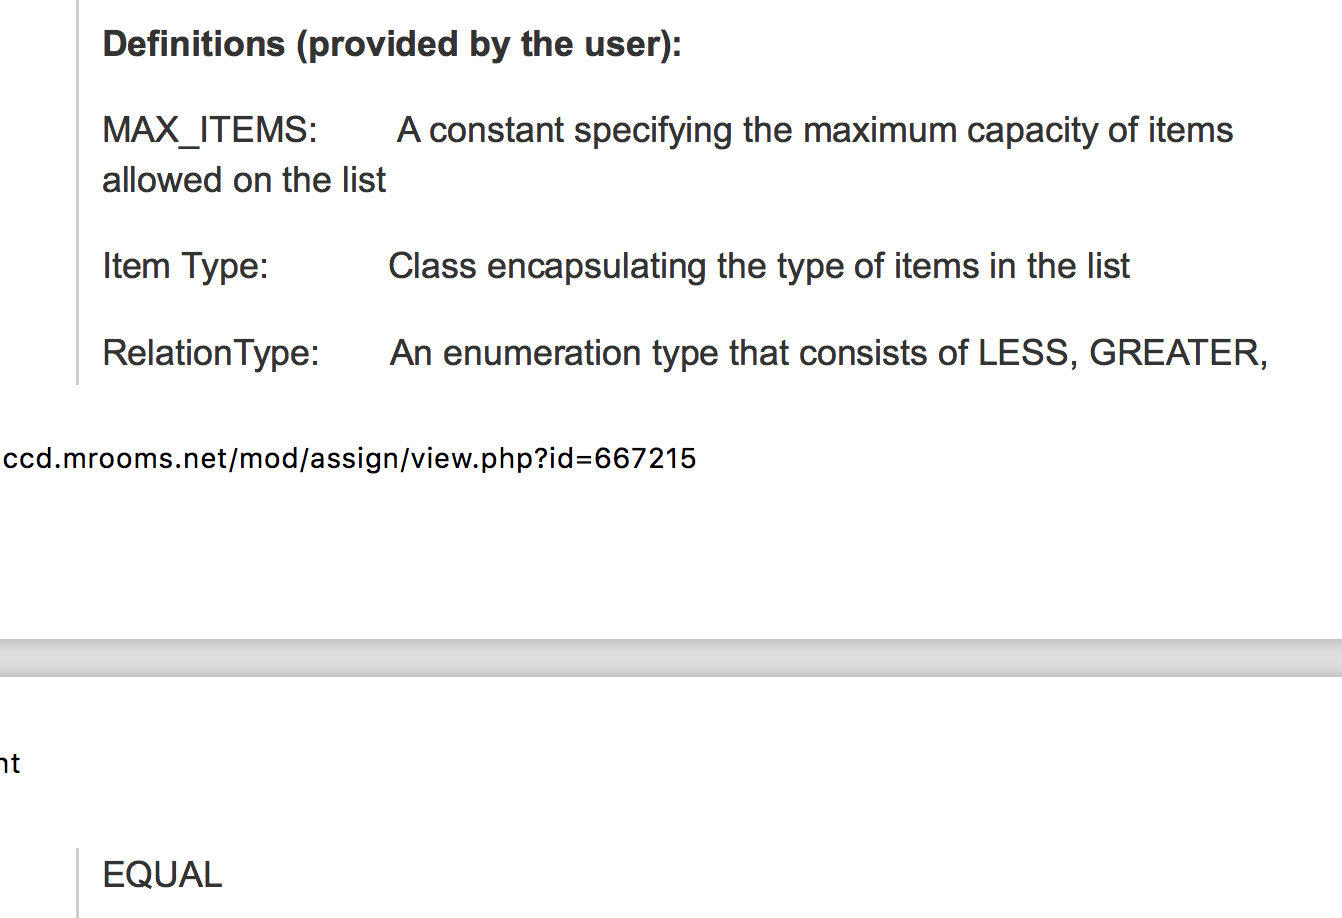 Definitions (provided by the user):
MAX_ITEMS: A constant specifying the maximum capacity of items
allowed on the list
Item Type: Class encapsulating the type of items in the list
RelationType: An enumeration type that consists of LESS, GREATER,
ccd.mrooms.net/mod/assign/view.php?id=667215
nt
EQUAL